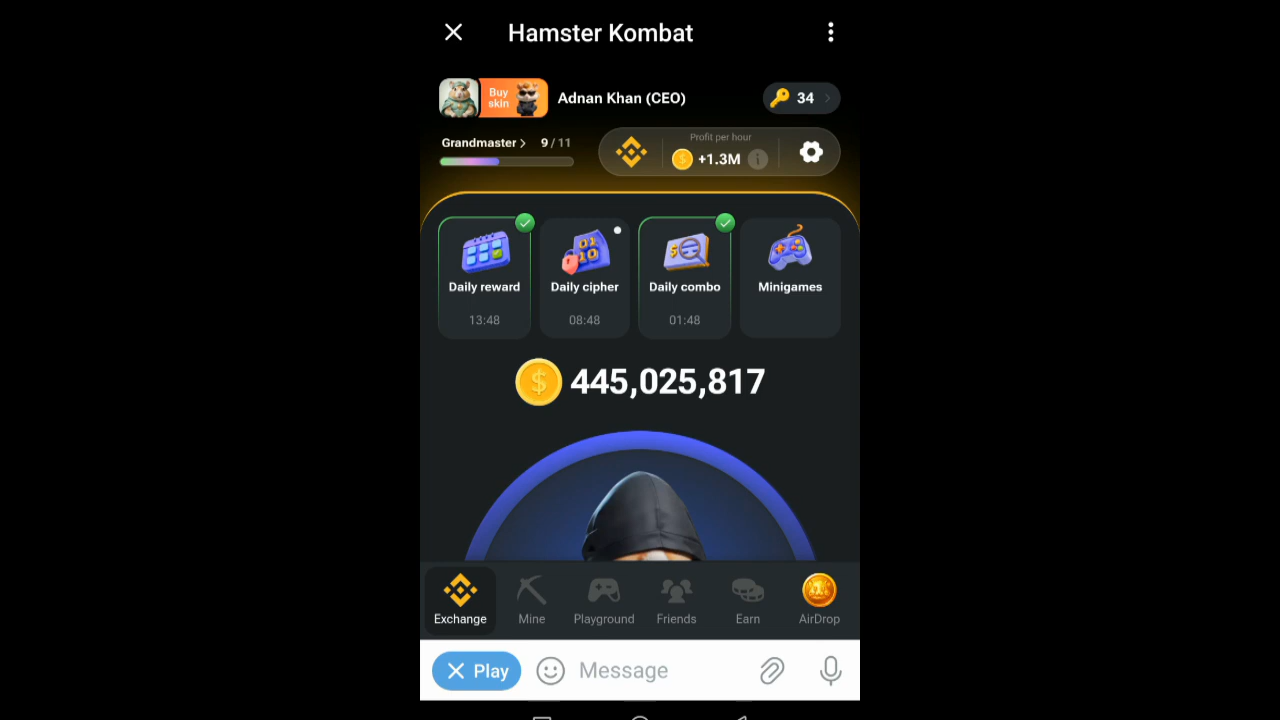 Hamster Kombat
Buy
skin
Adnan Khan (CEO)
34
Grandmaster
9 / 11
Profit per hour
+1.3M
Daily reward
13:48
Daily cipher
08:48
Daily combo
01:48
Minigames
445,025,817
Exchange
Mine
Playground
Friends
Earn
AirDrop
Play
Message